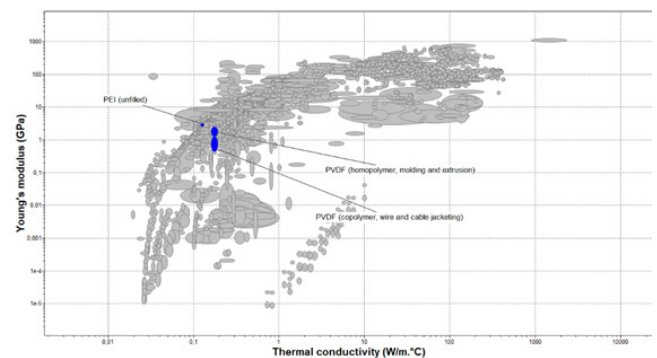 1000
100
10
1
0,1
0,01
0,001
1e-4
1e-5
Young's modulus (GPa)
PEI (unfilled)
PVDF (homopolymer, molding and extrusion)
PVDF (copolymer, wire and cable jacketing)
0,01 0,1 1 10 100 1000 10000
Thermal conductivity (W/m.°C)